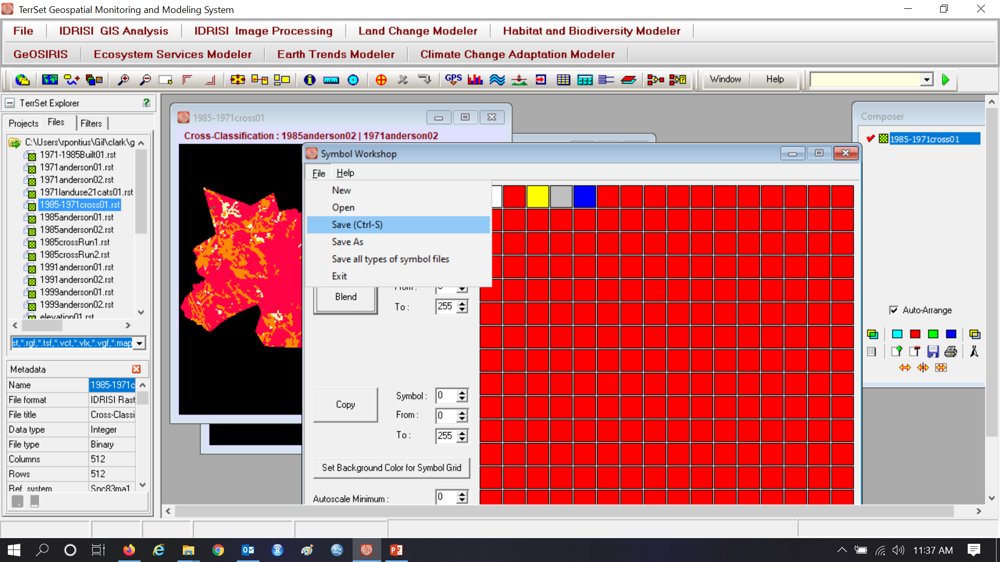 TerrSet Geospatial Monitoring and Modeling System
File IDRISI GIS Analysis IDRISI Image Processing Land Change Modeler Habitat and Biodiversity Modeler
GeOSIRIS Ecosystem Services Modeler Earth Trends Modeler Climate Change Adaptation Modeler
GPS Window Help
TerrSet Explorer ?
Projects Files Filters
C:\Users\rpontius\Gil\clark\g
1971-1985Built01.rst
1971anderson01.rst
1971anderson02.rst
1971landuse21cats01.rst
1985-1971cross01.rst
1985anderson01.rst
1985anderson02.rst
1985crossRun1.rst
1985crossRun2.rst
1991anderson01.rst
1991anderson02.rst
1999anderson01.rst
1999anderson02.rst
elevation01.rst
st,*.rgf,*.tsf,*.vct,*.vlx,*.vgf,*.map
Metadata
Name 1985-1971c
File format IDRISI Rast
File title Cross-Classi
Data type Integer
File type Binary
Columns 512
Rows 512
Ref. system Spc83ma1
1985-1971cross01
Cross-Classification : 1985anderson02 | 1971anderson02
Symbol Workshop
File Help
New
Open
Save (Ctrl-S)
Save As
Save all types of symbol files
Exit
From :
Blend
To : 255
Copy
Symbol : 0
From : 0
To : 255
Set Background Color for Symbol Grid
Autoscale Minimum : 0
Composer
1985-1971cross01
Auto-Arrange
11:37 AM